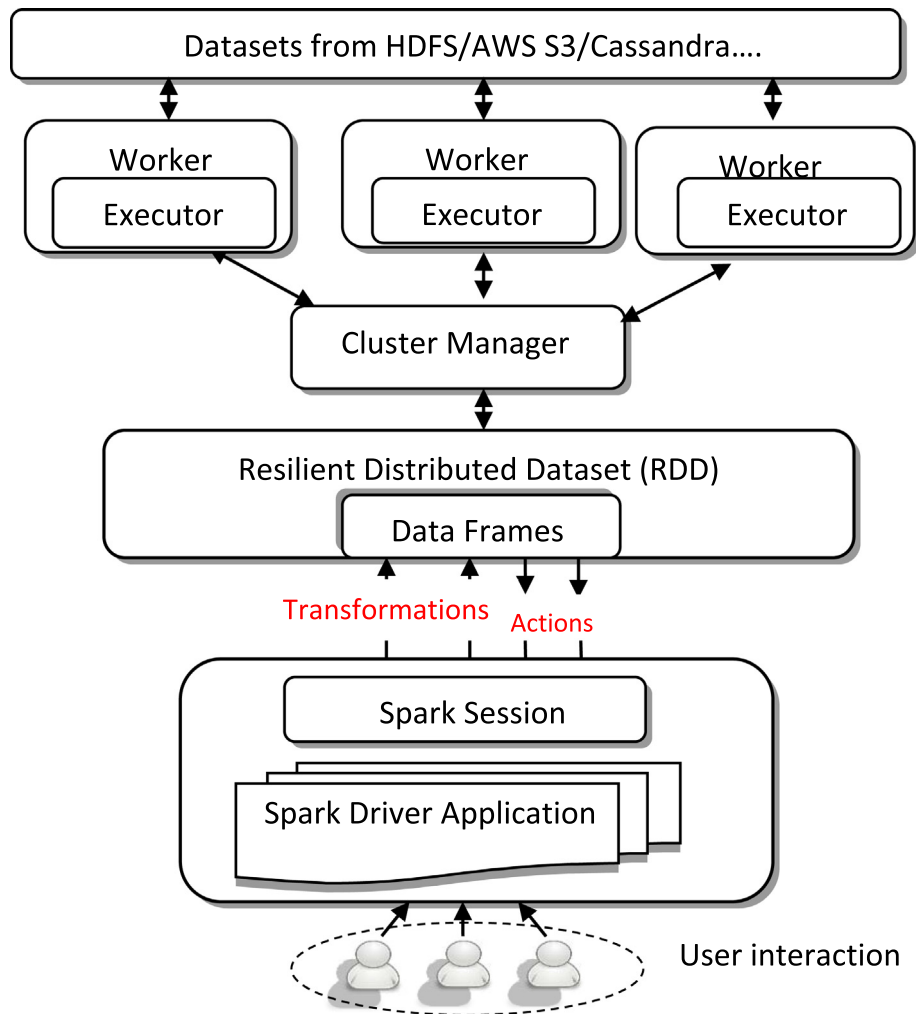 Datasets from HDFS/AWS S3/Cassandra....
Worker
Executor
Worker
Executor
Worker
Executor
Cluster Manager
Resilient Distributed Dataset (RDD)
Data Frames
Transformations
Actions
Spark Session
Spark Driver Application
User interaction